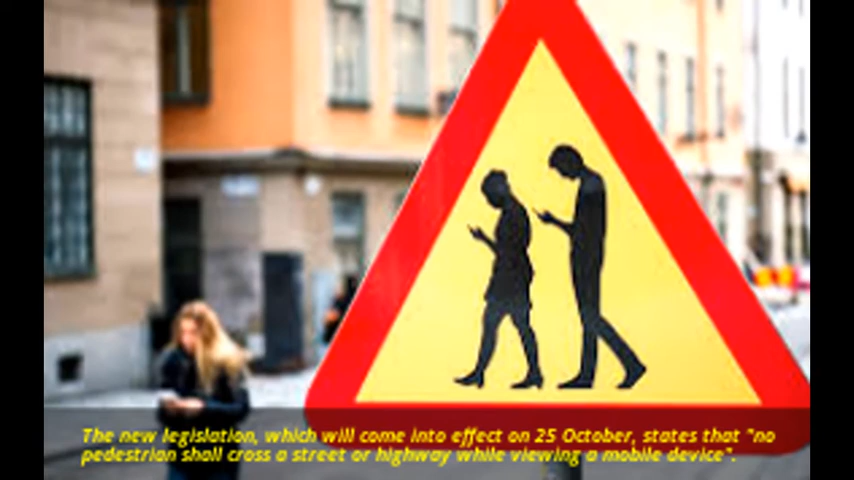 The new legislation, which will come into effect on 25 October, states that "no
pedestrian shall cross a street or highway while viewing a mobile device".